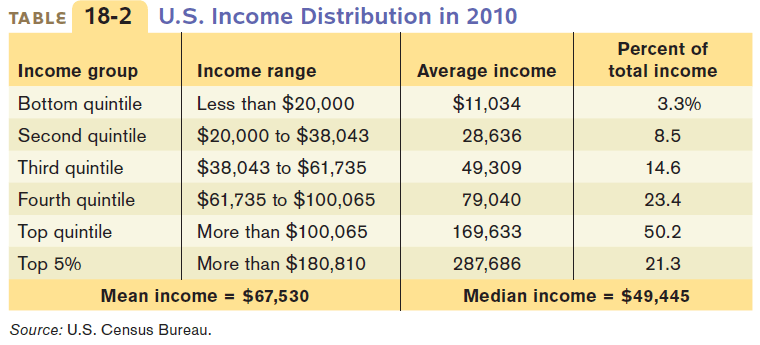 TABLE 18-2 U.S. Income Distribution in 2010
Percent of
Income group Income range Average income total income
Bottom quintile Less than $20,000 $11,034 3.3%
Second quintile $20,000 to $38,043 28,636 8.5
Third quintile $38,043 to $61,735 49,309 14.6
Fourth quintile $61,735 to $100,065 79,040 23.4
Top quintile More than $100,065 169,633 50.2
Top 5% More than $180,810 287,686 21.3
Mean income = $67,530 Median income = $49,445
Source: U.S. Census Bureau.